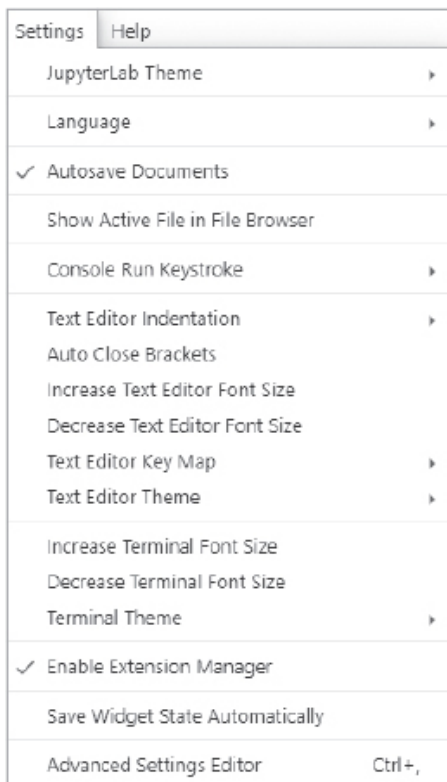 Settings Help
JupyterLab Theme
Language
Autosave Documents
Show Active File in File Browser
Console Run Keystroke
Text Editor Indentation
Auto Close Brackets
Increase Text Editor Font Size
Decrease Text Editor Font Size
Text Editor Key Map
Text Editor Theme
Increase Terminal Font Size
Decrease Terminal Font Size
Terminal Theme
Enable Extension Manager
Save Widget State Automatically
Advanced Settings Editor Ctrl+,